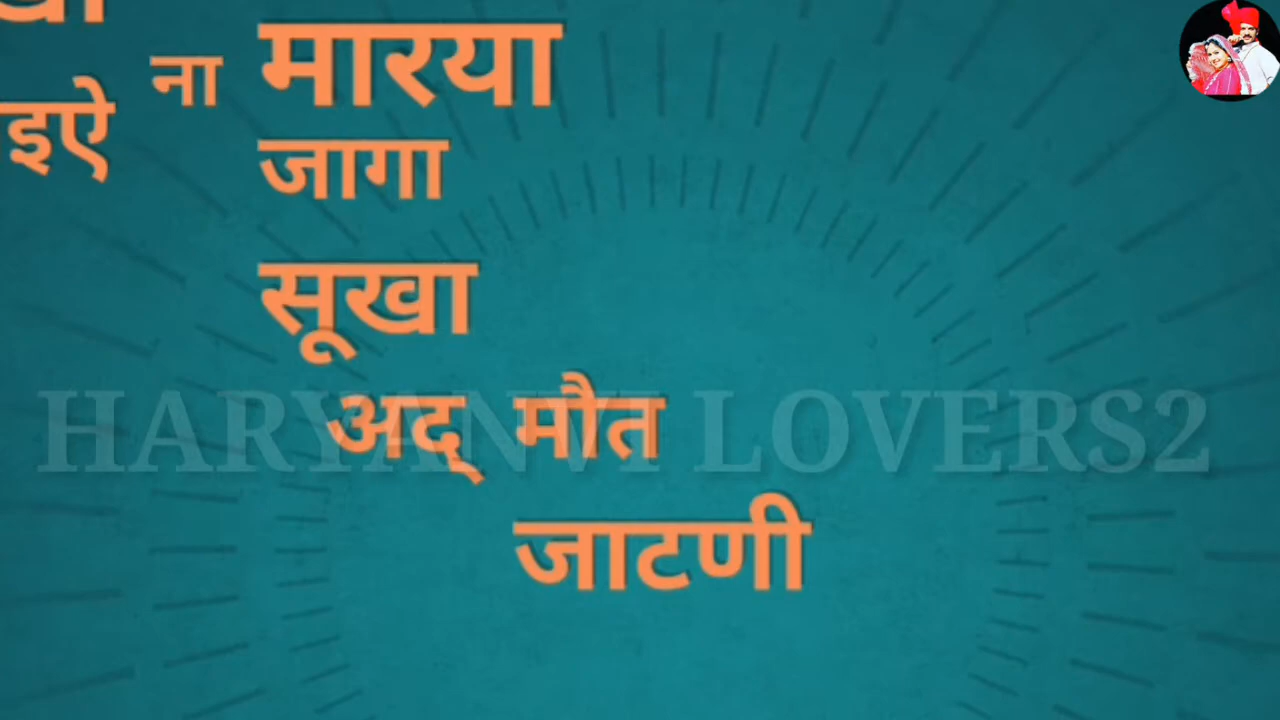 इऐ ना मारया
जागा
सूखा
अद् मौत
जाटणी
HARYANVI LOVERS2